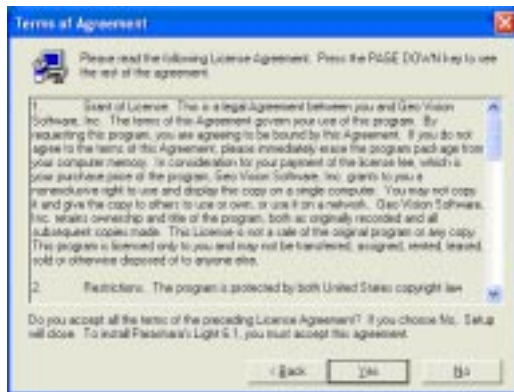 Terms of Agreement
Please read the following License Agreement. Press the PAGE DOWN key to see
the rest of the agreement.
1. Grant of License. This is a legal Agreement between you and Geo Vision
Software, Inc. The terms of this Agreement govern your use of this program. By
requesting this program, you are agreeing to be bound by this Agreement. If you do not
agree to the terms of this Agreement, please immediately erase the program package from
your computer memory. In consideration for your payment of the license fee, which is
your purchase price of the program, Geo Vision Software, Inc. grants to you a
nonexclusive right to use and display this copy on a single computer. You may not copy
it and give the copy to others to use or own, or use it on a network. Geo Vision Software,
Inc. retains ownership and title of the program, both as originally recorded and all
subsequent copies made. This License is not a sale of the original program or any copy.
This program is licensed only to you and may not be transferred, assigned, rented, leased,
sold or otherwise disposed of to anyone else.
2. Restrictions. The program is protected by both United States copyright law
Do you accept all the terms of the preceding License Agreement? If you choose No, Setup
will close. To install Parashara's Light 6.1, you must accept this agreement.
< Back
Yes
No